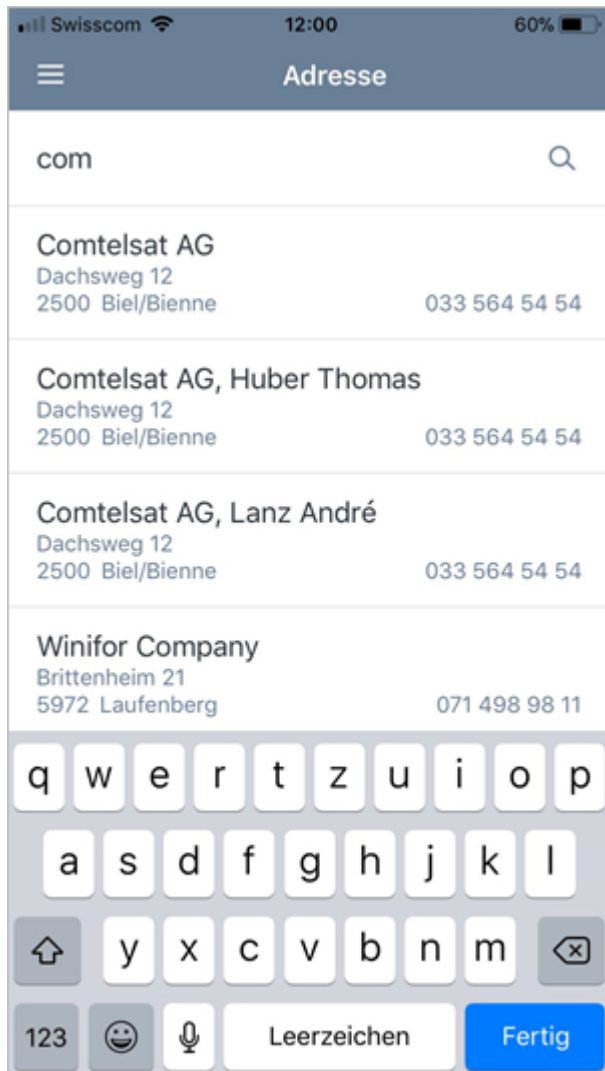 Swisscom 12:00 60%
Adresse
com
Comtelsat AG
Dachsweg 12
2500 Biel/Bienne 033 564 54 54
Comtelsat AG, Huber Thomas
Dachsweg 12
2500 Biel/Bienne 033 564 54 54
Comtelsat AG, Lanz André
Dachsweg 12
2500 Biel/Bienne 033 564 54 54
Winifor Company
Brittenheim 21
5972 Laufenberg 071 498 98 11
q w e r t z u i o p
a s d f g h j k l
y x c v b n m
123 Leerzeichen Fertig